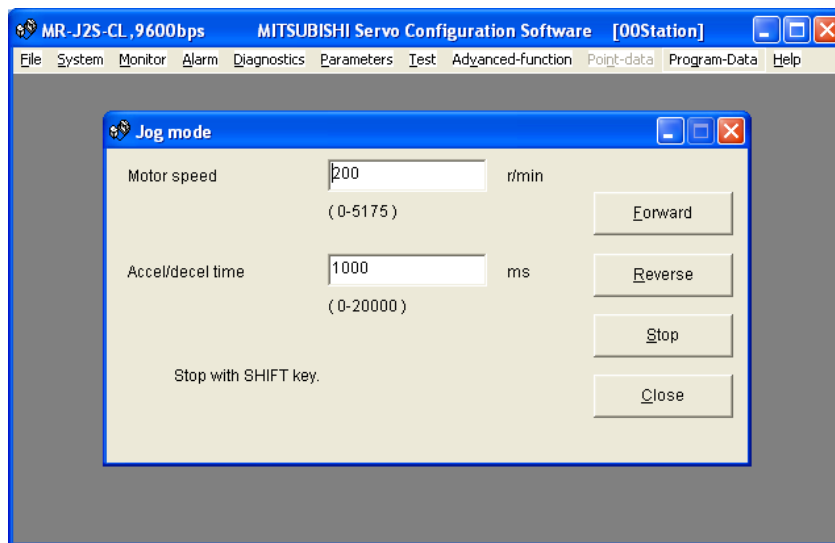 MR-J2S-CL ,9600bps MITSUBISHI Servo Configuration Software [00Station]
File System Monitor Alarm Diagnostics Parameters Test Advanced-function Point-data Program-Data Help
Jog mode
Motor speed 200 r/min
( 0-5175 )
Forward
Accel/decel time 1000 ms
Reverse
( 0-20000 )
Stop
Stop with SHIFT key.
Close